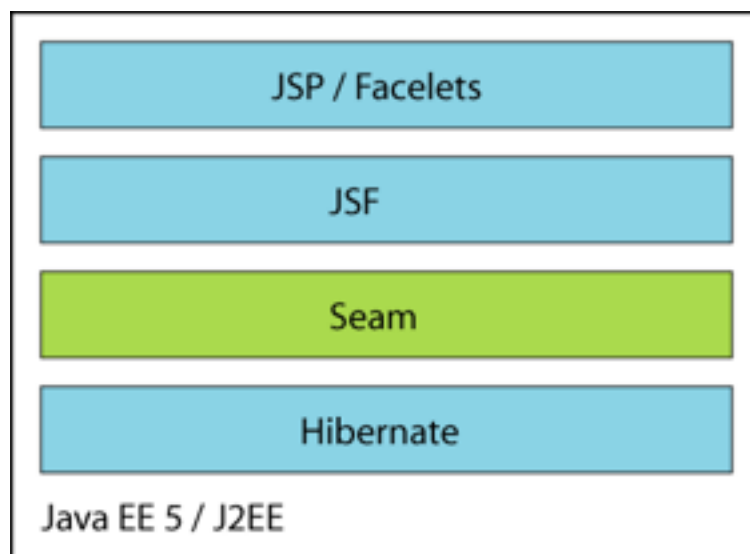 JSP / Facelets
JSF
Seam
Hibernate
Java EE 5 / J2EE